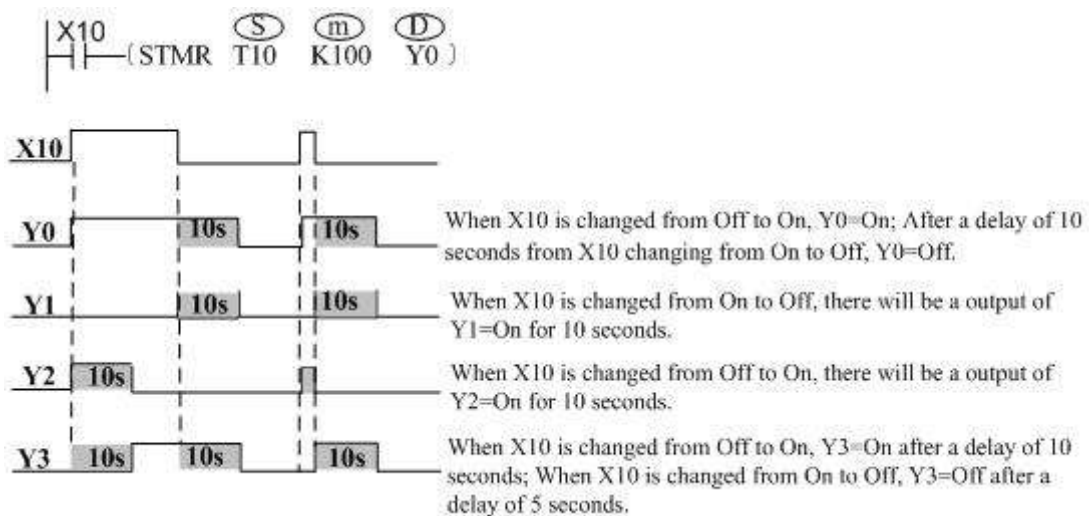 X10
S m D
( STMR T10 K100 Y0 )
X10
Y0 10s 10s
When X10 is changed from Off to On, Y0=On; After a delay of 10
seconds from X10 changing from On to Off, Y0=Off.
Y1 10s 10s
When X10 is changed from On to Off, there will be a output of
Y1=On for 10 seconds.
Y2 10s
When X10 is changed from Off to On, there will be a output of
Y2=On for 10 seconds.
Y3 10s 10s 10s
When X10 is changed from Off to On, Y3=On after a delay of 10
seconds; When X10 is changed from On to Off, Y3=Off after a
delay of 5 seconds.